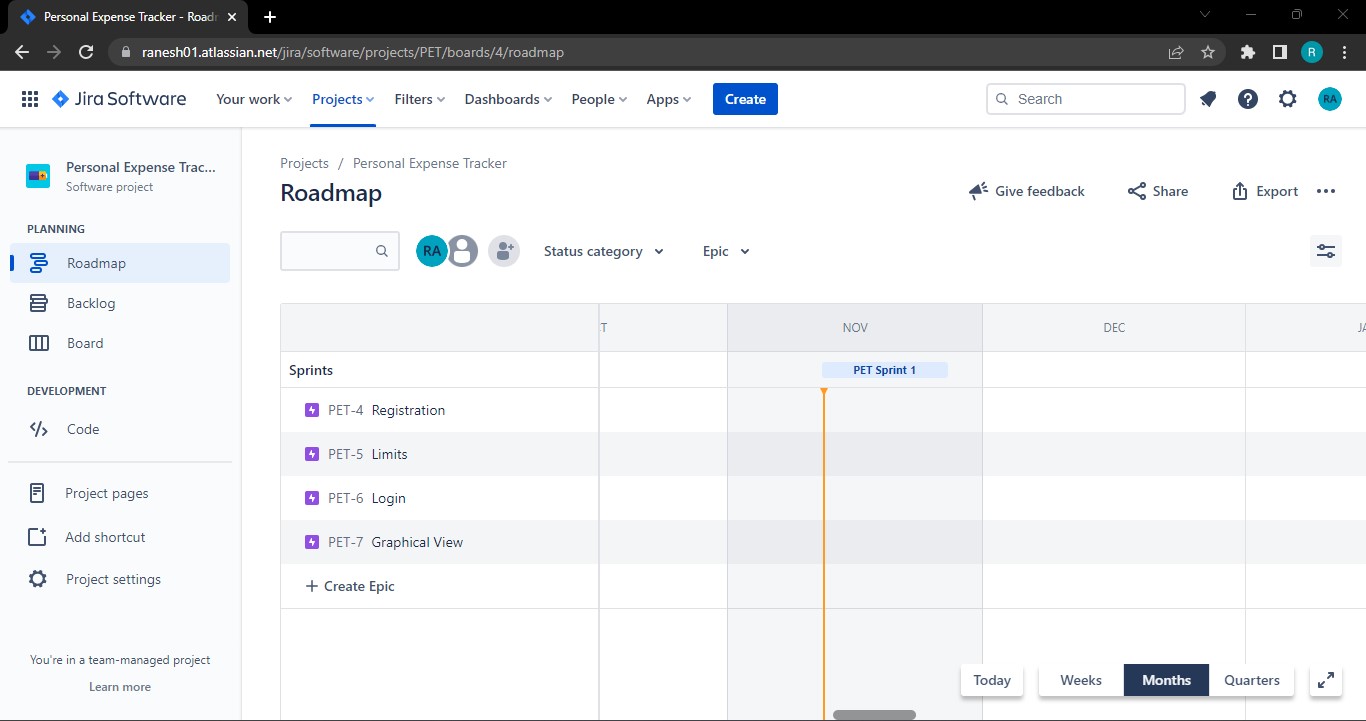 Personal Expense Tracker - Road
ranesh01.atlassian.net/jira/software/projects/PET/boards/4/roadmap
R
Jira Software
Your work
Projects
Filters
Dashboards
People
Apps
Create
Search
RA
Personal Expense Trac...
Software project
PLANNING
Roadmap
Backlog
Board
DEVELOPMENT
Code
Project pages
Add shortcut
Project settings
You're in a team-managed project
Learn more
Projects / Personal Expense Tracker
Roadmap
Give feedback
Share
Export
RA
Status category
Epic
T
NOV
DEC
JA
Sprints
PET Sprint 1
PET-4 Registration
PET-5 Limits
PET-6 Login
PET-7 Graphical View
+ Create Epic
Today
Weeks
Months
Quarters